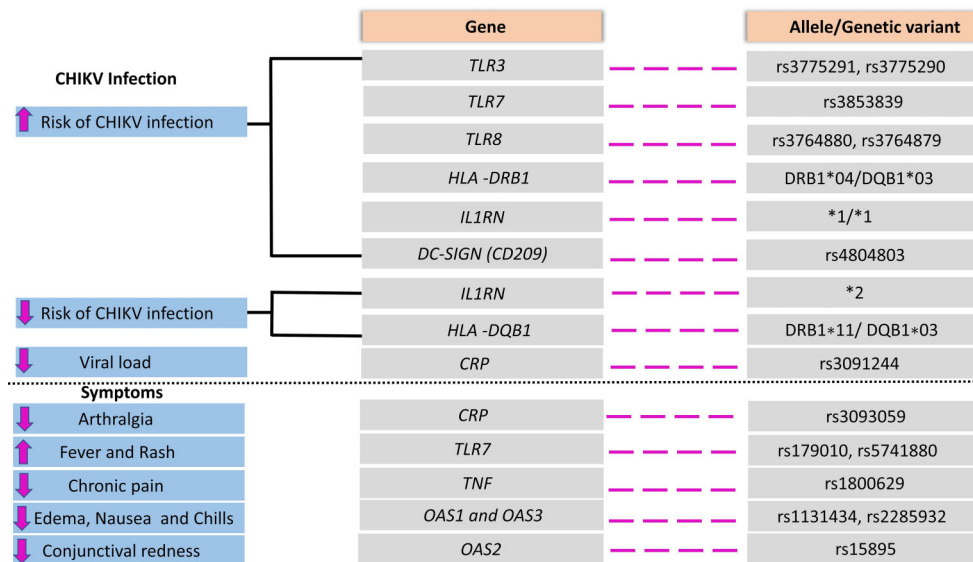 Gene Allele/Genetic variant
CHIKV Infection
TLR3 rs3775291, rs3775290
Risk of CHIKV infection TLR7 rs3853839
TLR8 rs3764880, rs3764879
HLA -DRB1 DRB1*04/DQB1*03
IL1RN *1/*1
DC-SIGN (CD209) rs4804803
Risk of CHIKV infection IL1RN *2
HLA -DQB1 DRB1*11/ DQB1*03
Viral load CRP rs3091244
Symptoms
Arthralgia CRP rs3093059
Fever and Rash TLR7 rs179010, rs5741880
Chronic pain TNF rs1800629
Edema, Nausea and Chills OAS1 and OAS3 rs1131434, rs2285932
Conjunctival redness OAS2 rs15895